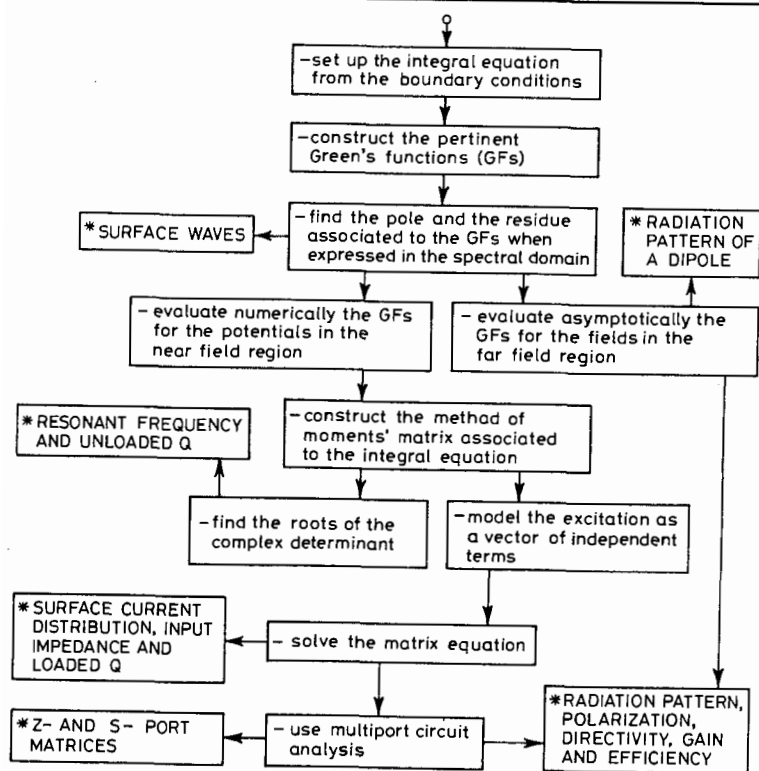 –set up the integral equation
from the boundary conditions
–construct the pertinent
Green's functions (GFs)
–find the pole and the residue
associated to the GFs when
expressed in the spectral domain
* SURFACE WAVES
* RADIATION
PATTERN OF
A DIPOLE
– evaluate numerically the GFs
for the potentials in the
near field region
– evaluate asymptotically the
GFs for the fields in the
far field region
* RESONANT FREQUENCY
AND UNLOADED Q
–construct the method of
moments' matrix associated
to the integral equation
–find the roots of the
complex determinant
–model the excitation as
a vector of independent
terms
* SURFACE CURRENT
DISTRIBUTION, INPUT
IMPEDANCE AND
LOADED Q
– solve the matrix equation
* Z– AND S– PORT
MATRICES
– use multiport circuit
analysis
* RADIATION PATTERN,
POLARIZATION,
DIRECTIVITY, GAIN
AND EFFICIENCY